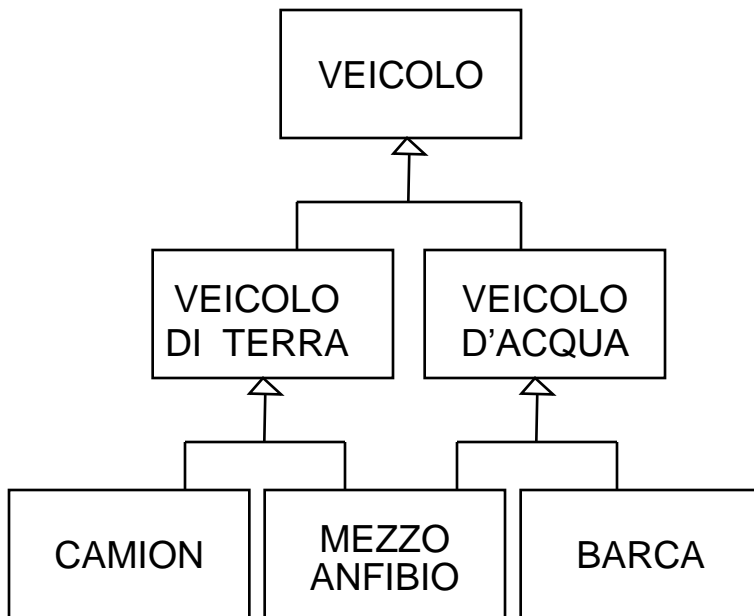 VEICOLO
VEICOLO
DI TERRA
VEICOLO
D'ACQUA
CAMION
MEZZO
ANFIBIO
BARCA